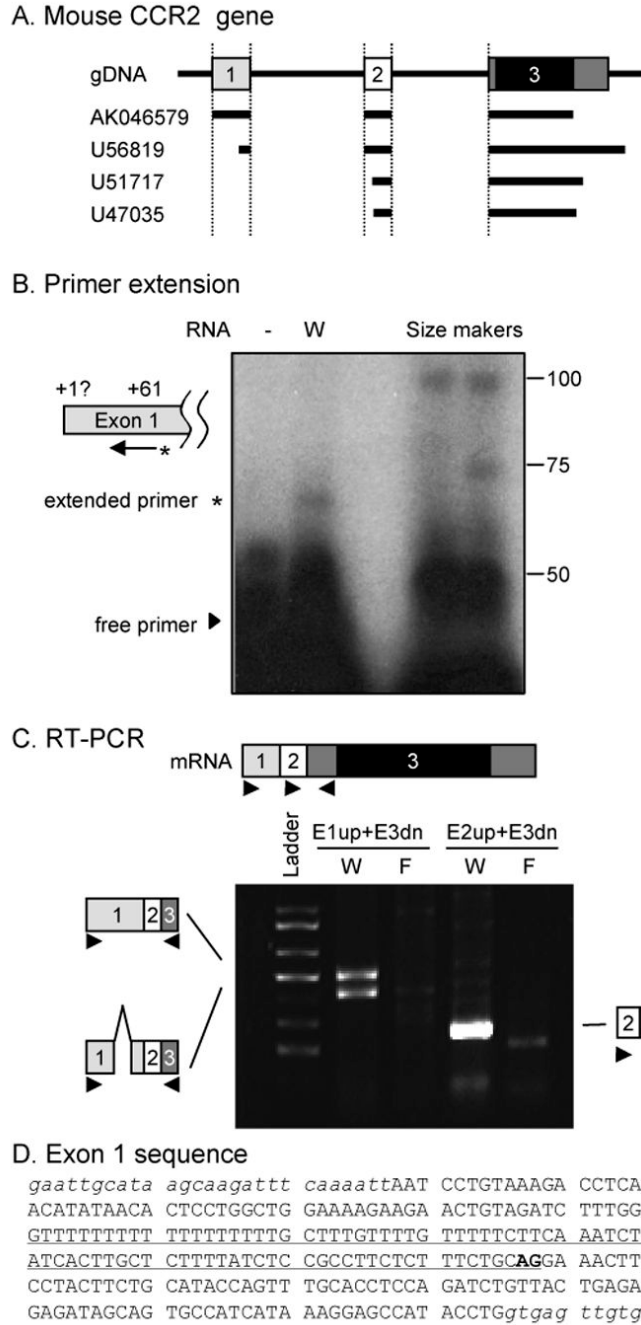 A. Mouse CCR2 gene
gDNA 1 2 3
AK046579
U56819
U51717
U47035
B. Primer extension
RNA - W Size makers
+1? +61
Exon 1
*
extended primer *
free primer
100
75
50
C. RT-PCR
mRNA 1 2 3
Ladder
E1up+E3dn E2up+E3dn
W F W F
1 2 3
1 2 3
2
D. Exon 1 sequence
gaattgcata agcaagattt caaaattAAT CCTGTAAAGA CCTCA
ACATATAACA CTCCTGGCTG GAAAAGAAGA ACTGTAGATC TTTGG
GTTTTTTTTT TTTTTTTTTG CTTTGTTTTG TTTTTCTTCA AATCT
ATCACTTGCT CTTTTATCTC CGCCTTCTCT TTCTGCAGGA AACTT
CCTACTTCTG CATACCAGTT TGCACCTCCA GATCTGTTAC TGAGA
GAGATAGCAG TGCCATCATA AAGGAGCCAT ACCTGgtgag ttgtg